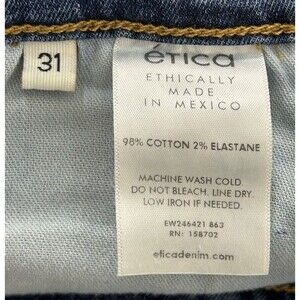 31
ética
ETHICALLY
MADE
IN MEXICO
98% COTTON 2% ELASTANE
MACHINE WASH COLD
DO NOT BLEACH. LINE DRY.
LOW IRON IF NEEDED.
EW246421 863
RN: 158702
eticadenim.com